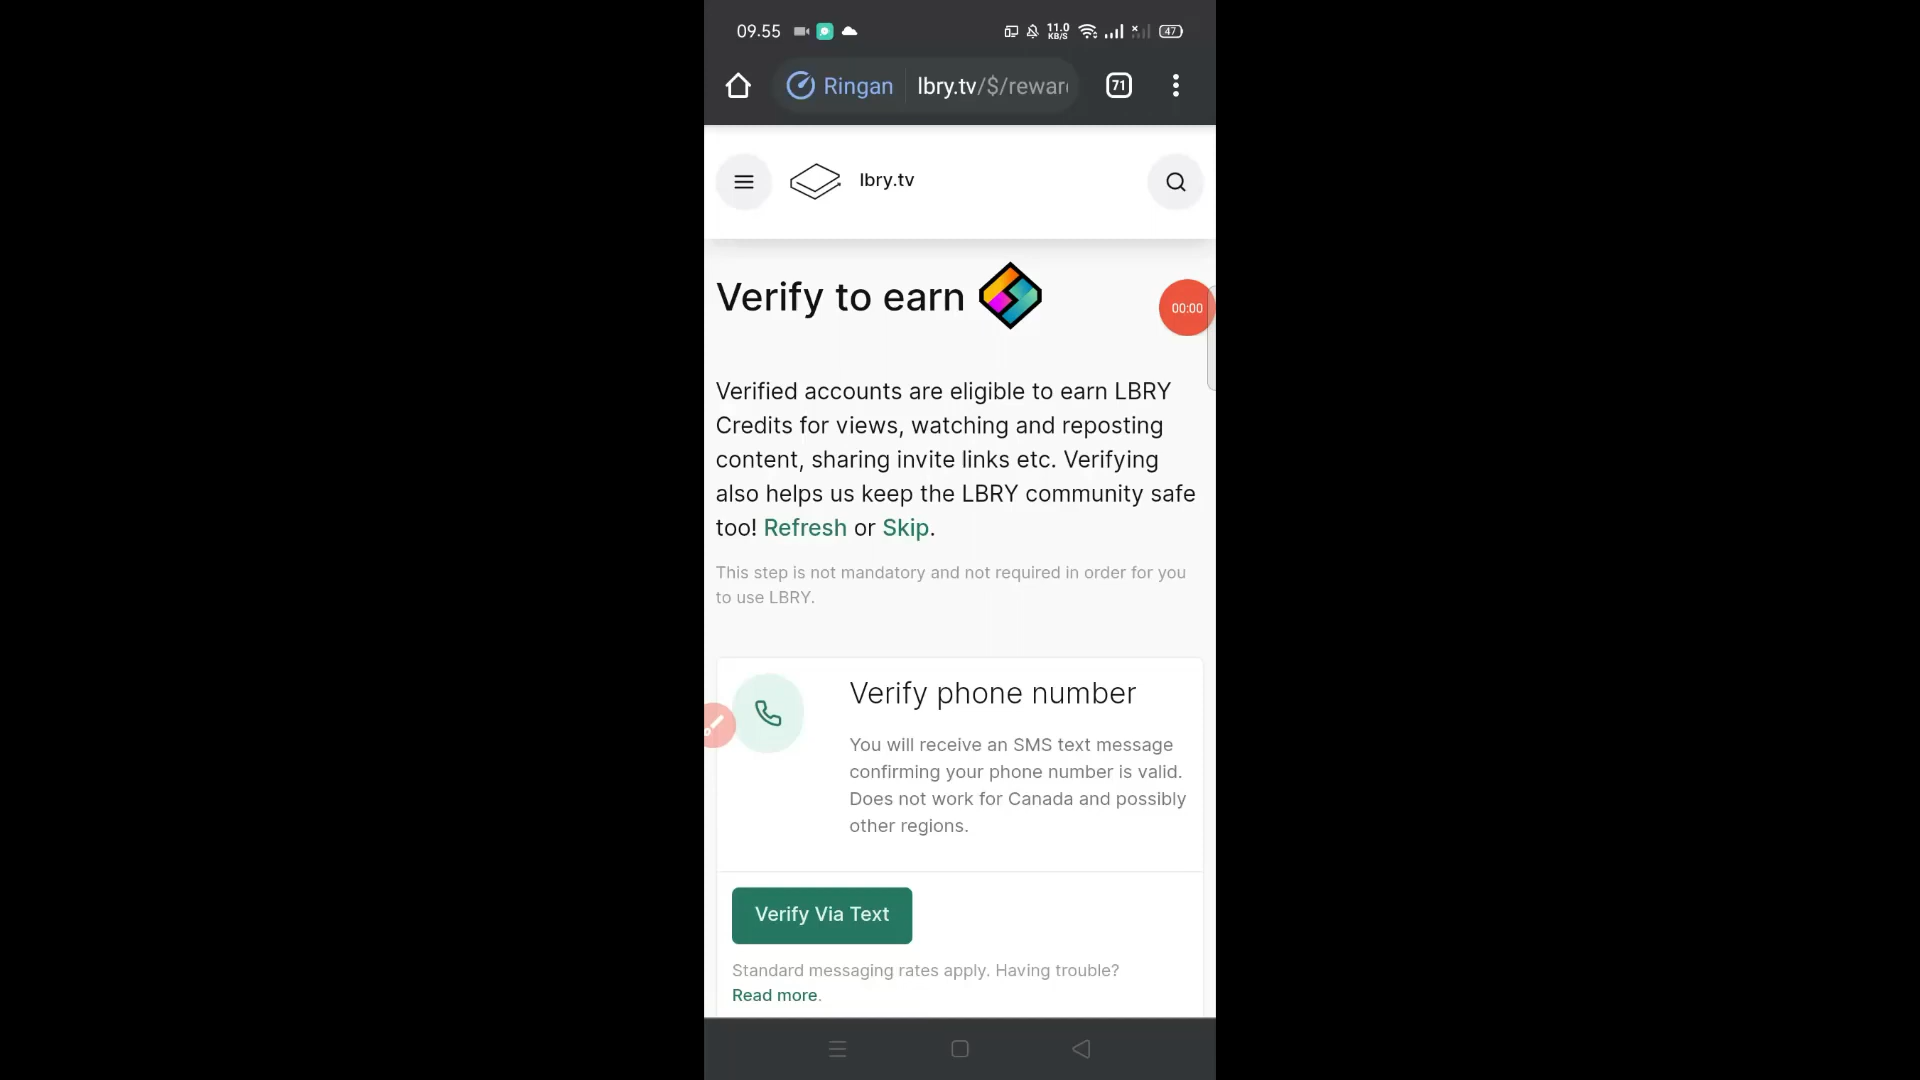 09.55 11.0 KB/S 47
Ringan lbry.tv/$/rewar 71
lbry.tv
Verify to earn
00:00
Verified accounts are eligible to earn LBRY
Credits for views, watching and reposting
content, sharing invite links etc. Verifying
also helps us keep the LBRY community safe
too! Refresh or Skip.
This step is not mandatory and not required in order for you
to use LBRY.
Verify phone number
You will receive an SMS text message
confirming your phone number is valid.
Does not work for Canada and possibly
other regions.
Verify Via Text
Standard messaging rates apply. Having trouble?
Read more.